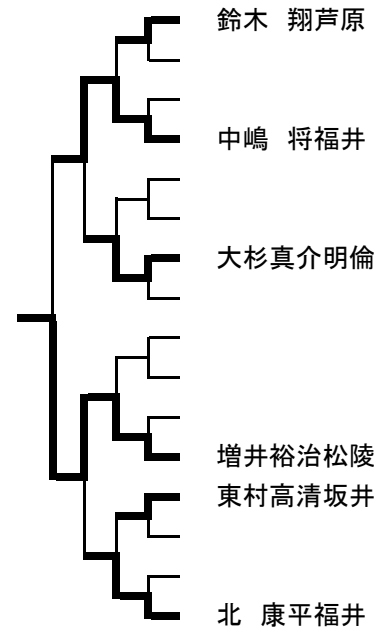 鈴木　翔芦原
中嶋　将福井
大杉真介明倫
増井裕治松陵
東村高清坂井
北　康平福井